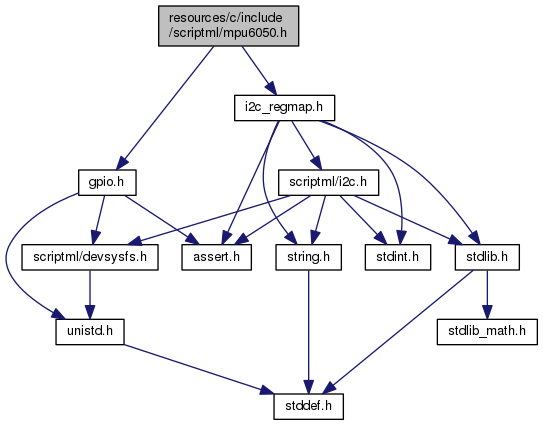 resources/c/include
/scriptml/mpu6050.h
i2c_regmap.h
gpio.h
scriptml/i2c.h
scriptml/devsysfs.h
assert.h
string.h
stdint.h
stdlib.h
unistd.h
stdlib_math.h
stddef.h